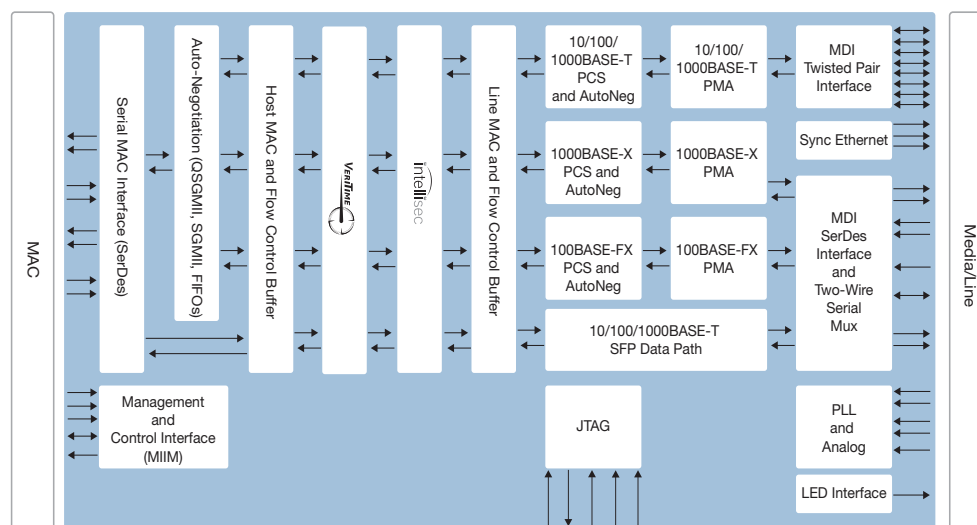 MAC
Serial MAC Interface (SerDes)
Auto-Negotiation (QSGMII, SGMII, FIFOs)
Host MAC and Flow Control Buffer
VERITIME
intellisec
Line MAC and Flow Control Buffer
10/100/
1000BASE-T
PCS
and AutoNeg
10/100/
1000BASE-T
PMA
MDI
Twisted Pair
Interface
Sync Ethernet
1000BASE-X
PCS and
AutoNeg
1000BASE-X
PMA
MDI
SerDes
Interface
and
Two-Wire
Serial
Mux
100BASE-FX
PCS and
AutoNeg
100BASE-FX
PMA
10/100/1000BASE-T
SFP Data Path
Management
and
Control Interface
(MIIM)
JTAG
PLL
and
Analog
LED Interface
Media/Line